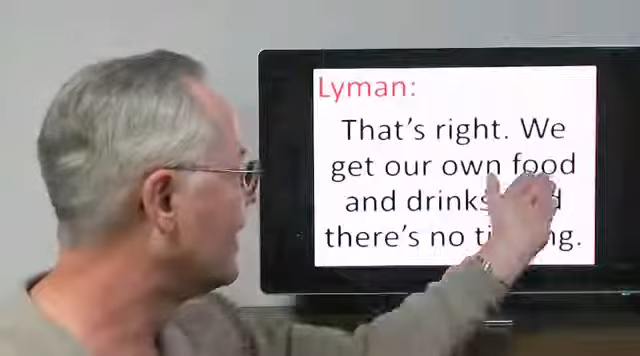 Lyman:
That's right. We
get our own food
and drinks
there's no